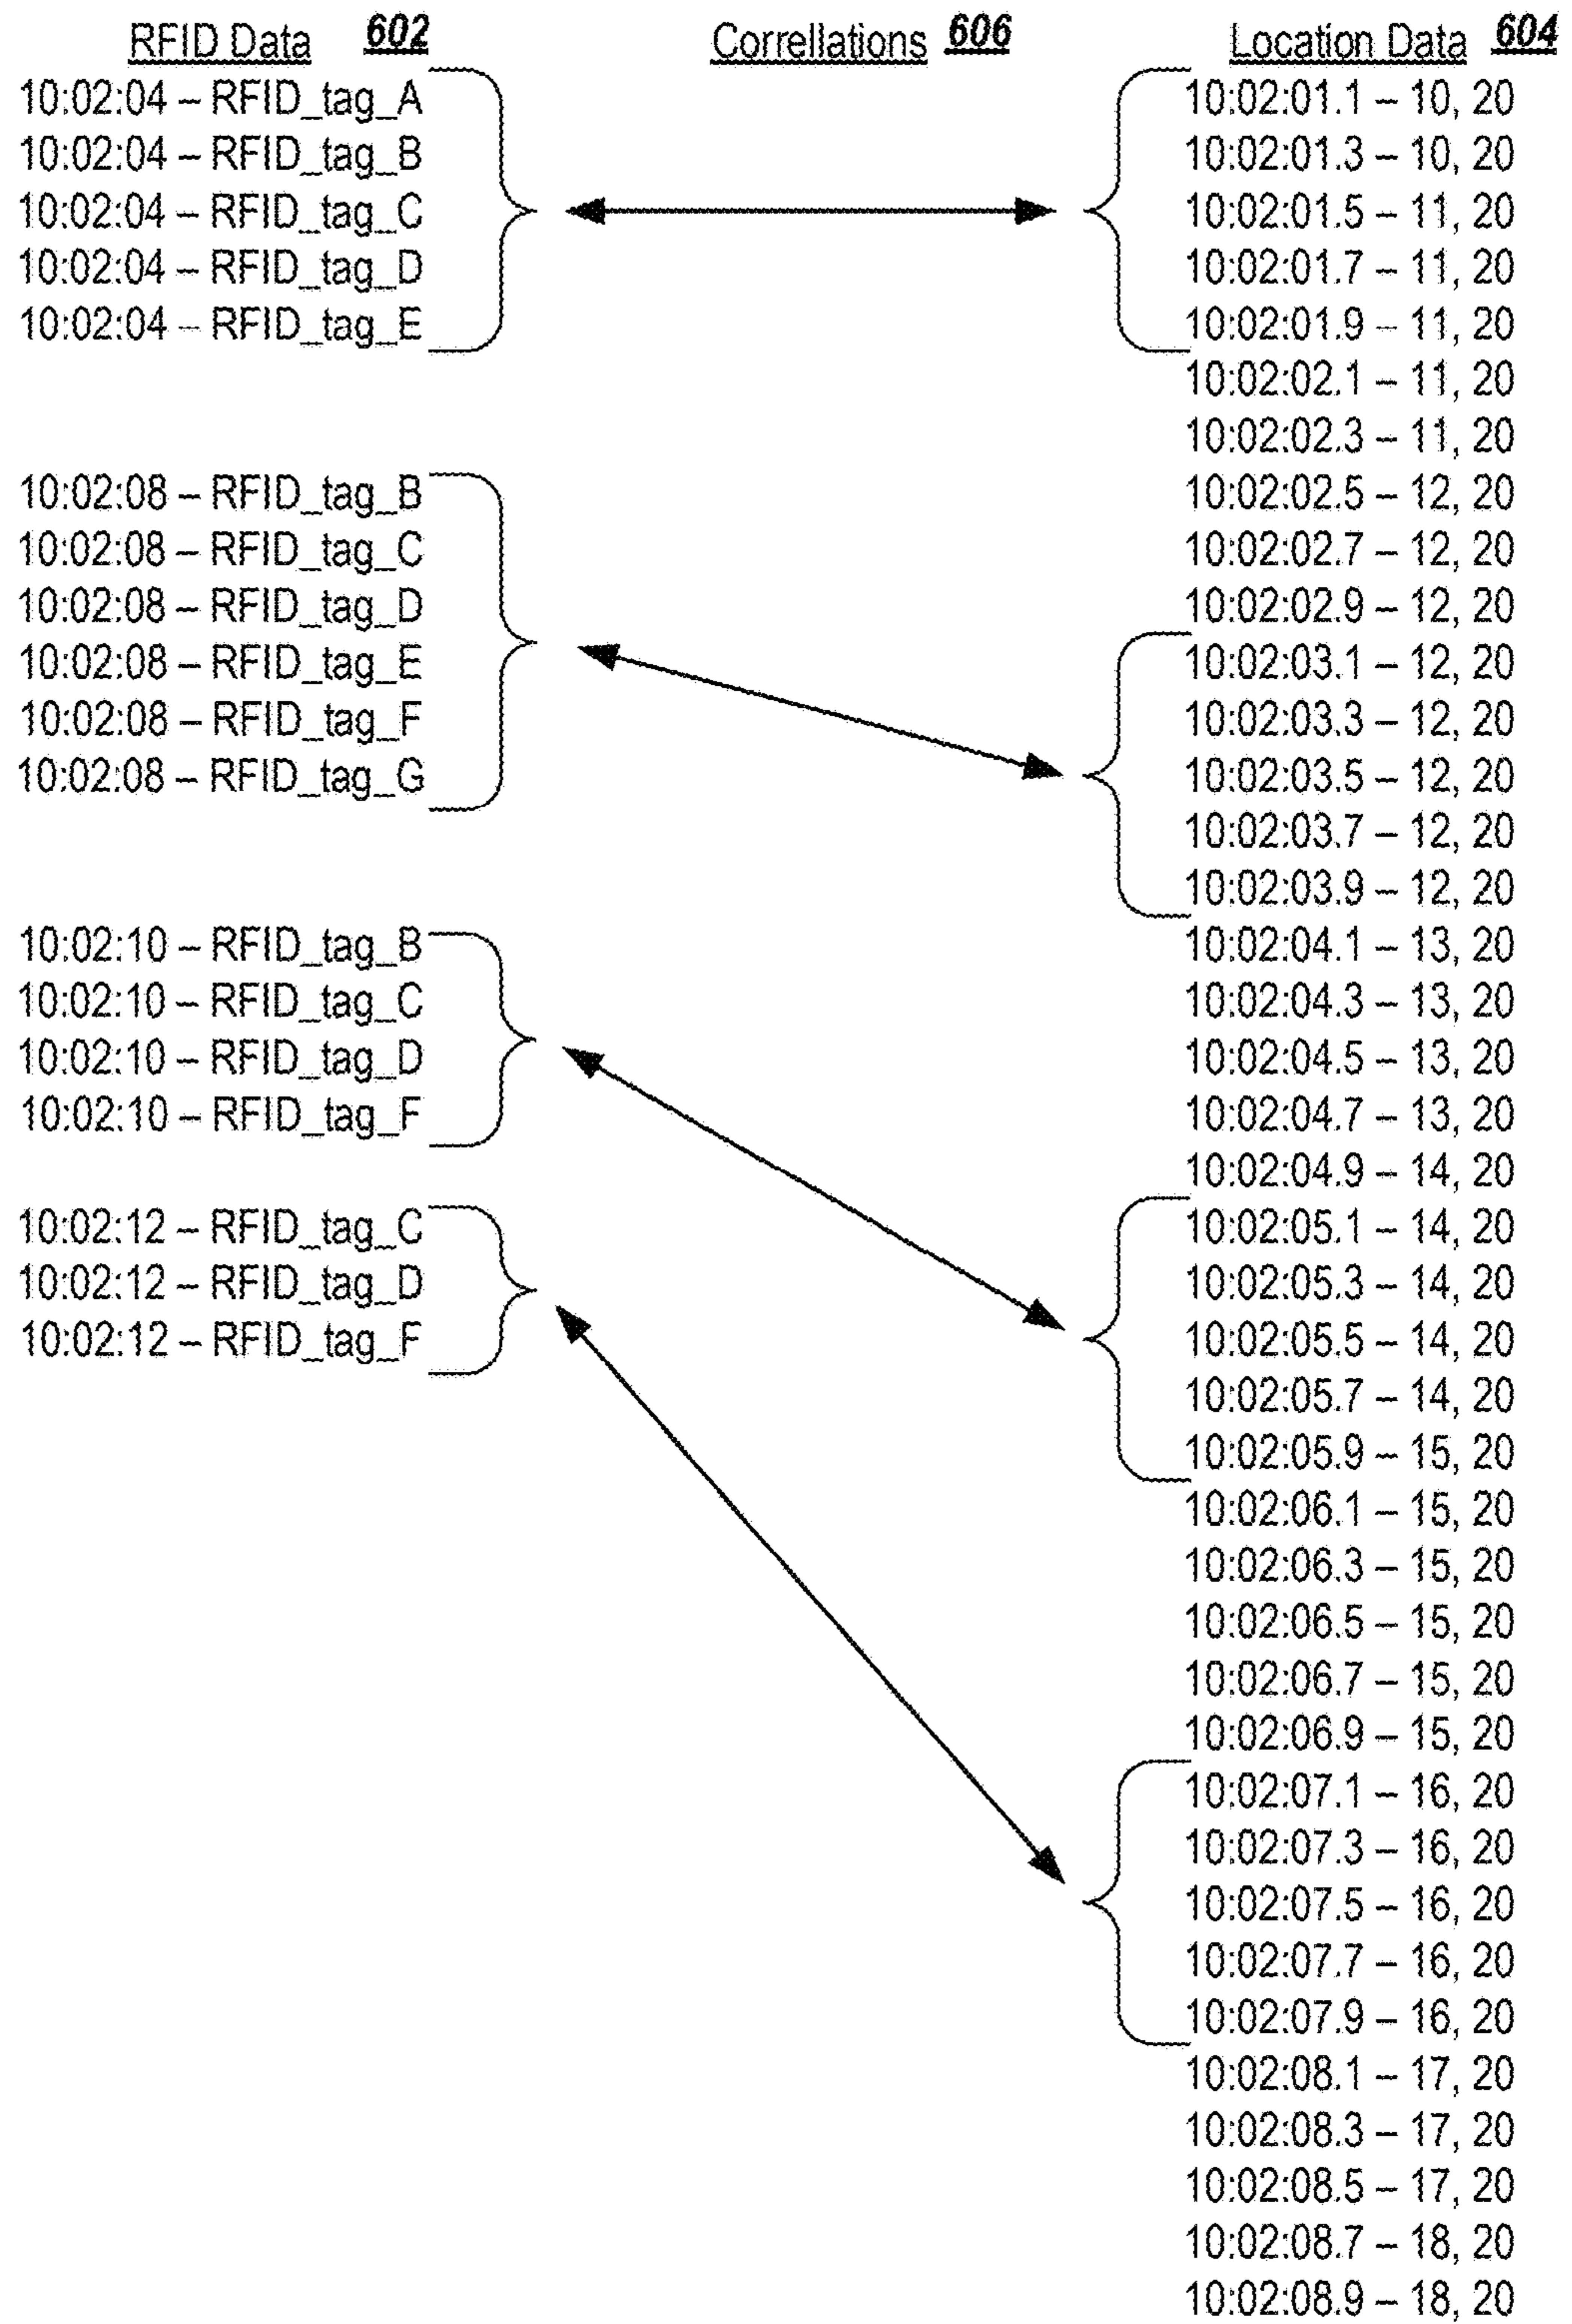 RFID Data 602 Correllations 606 Location Data 604
10:02:04 – RFID_tag_A 10:02:01.1 – 10, 20
10:02:04 – RFID_tag_B 10:02:01.3 – 10, 20
10:02:04 – RFID_tag_C 10:02:01.5 – 11, 20
10:02:04 – RFID_tag_D 10:02:01.7 – 11, 20
10:02:04 – RFID_tag_E 10:02:01.9 – 11, 20
10:02:02.1 – 11, 20
10:02:02.3 – 11, 20
10:02:08 – RFID_tag_B 10:02:02.5 – 12, 20
10:02:08 – RFID_tag_C 10:02:02.7 – 12, 20
10:02:08 – RFID_tag_D 10:02:02.9 – 12, 20
10:02:08 – RFID_tag_E 10:02:03.1 – 12, 20
10:02:08 – RFID_tag_F 10:02:03.3 – 12, 20
10:02:08 – RFID_tag_G 10:02:03.5 – 12, 20
10:02:03.7 – 12, 20
10:02:03.9 – 12, 20
10:02:10 – RFID_tag_B 10:02:04.1 – 13, 20
10:02:10 – RFID_tag_C 10:02:04.3 – 13, 20
10:02:10 – RFID_tag_D 10:02:04.5 – 13, 20
10:02:10 – RFID_tag_F 10:02:04.7 – 13, 20
10:02:04.9 – 14, 20
10:02:12 – RFID_tag_C 10:02:05.1 – 14, 20
10:02:12 – RFID_tag_D 10:02:05.3 – 14, 20
10:02:12 – RFID_tag_F 10:02:05.5 – 14, 20
10:02:05.7 – 14, 20
10:02:05.9 – 15, 20
10:02:06.1 – 15, 20
10:02:06.3 – 15, 20
10:02:06.5 – 15, 20
10:02:06.7 – 15, 20
10:02:06.9 – 15, 20
10:02:07.1 – 16, 20
10:02:07.3 – 16, 20
10:02:07.5 – 16, 20
10:02:07.7 – 16, 20
10:02:07.9 – 16, 20
10:02:08.1 – 17, 20
10:02:08.3 – 17, 20
10:02:08.5 – 17, 20
10:02:08.7 – 18, 20
10:02:08.9 – 18, 20